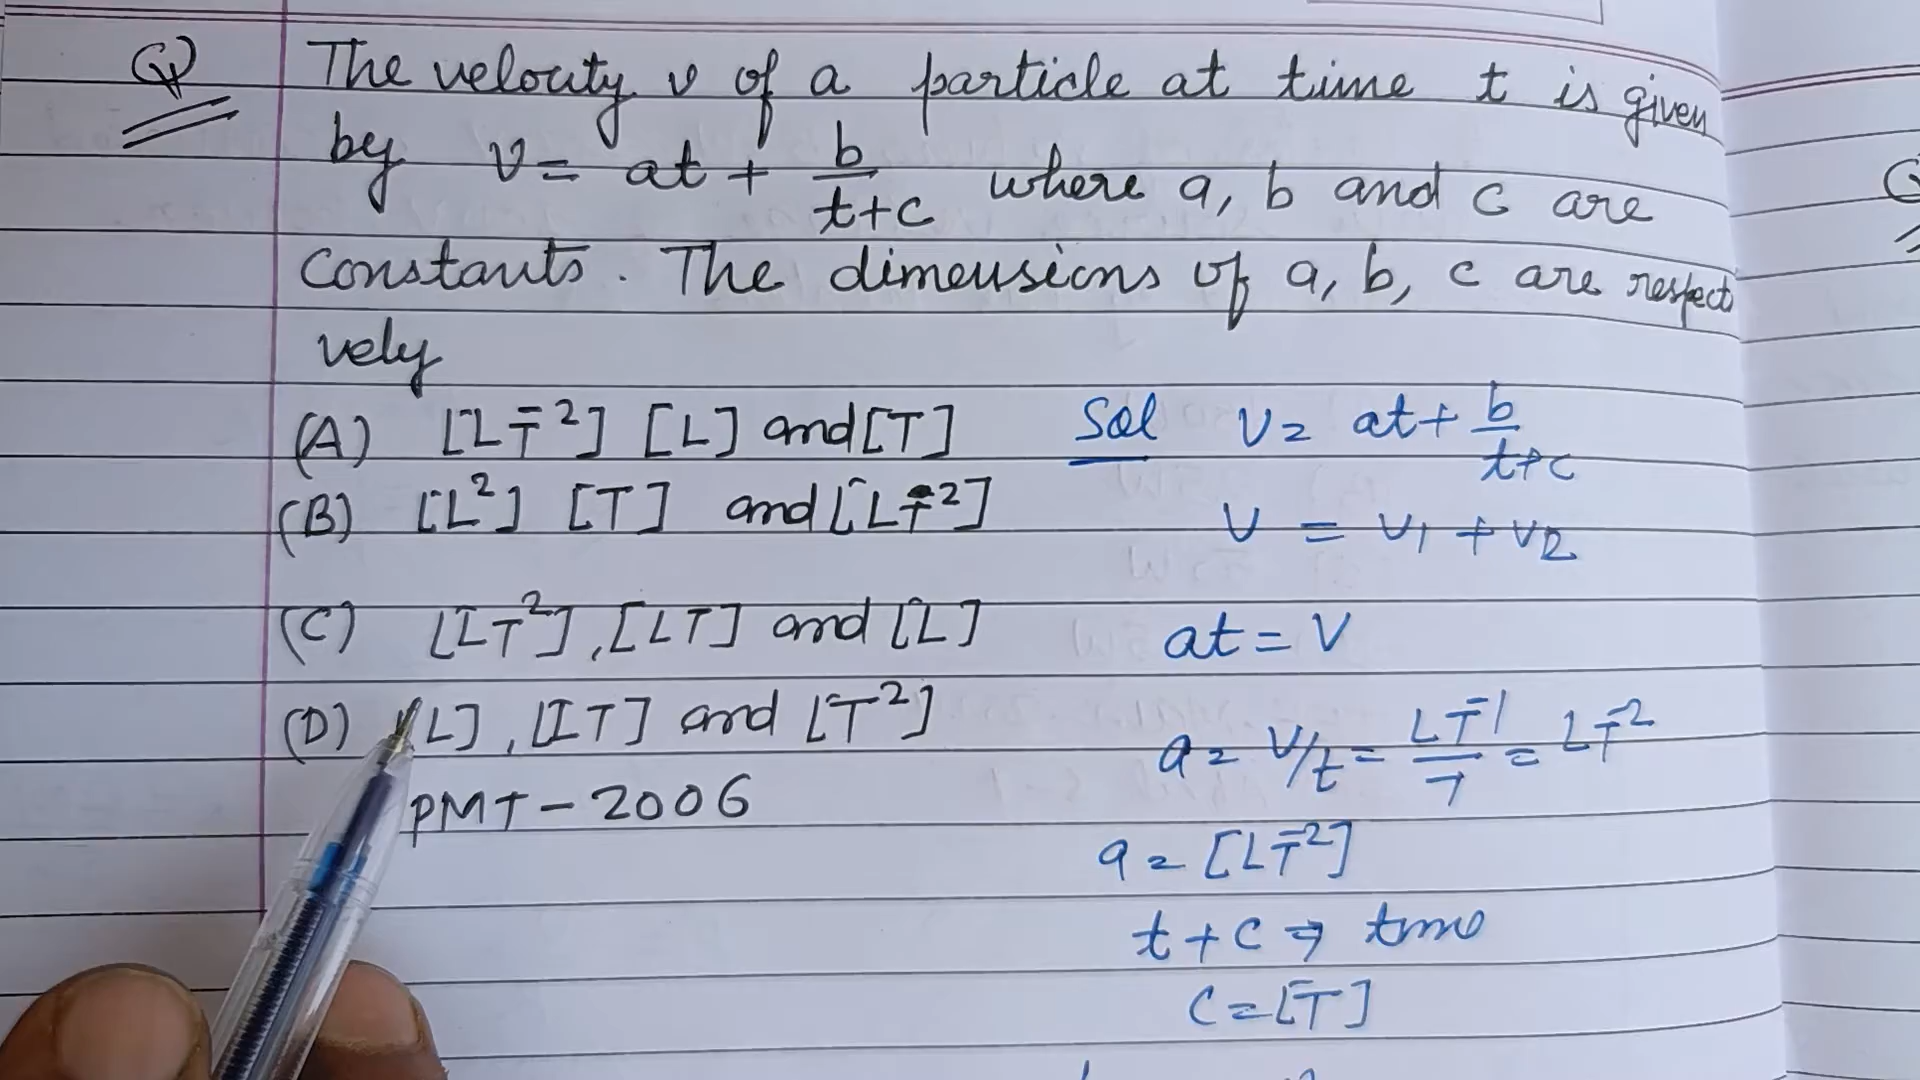 Q The velocity v of a particle at time t is given
by v = at + b/(t+c) where a, b and c are
constants. The dimensions of a, b, c are respect
vely
(A) [LT⁻²] [L] and [T]
(B) [L²] [T] and [LT⁻²]
(C) [LT²], [LT] and [L]
(D) [L], [LT] and [T²]
PMT - 2006
Sol v = at + b/(t+c)
v = v₁ + v₂
at = v
a = v/t = LT⁻¹/T = LT⁻²
a = [LT⁻²]
t + c ⇒ time
c = [T]